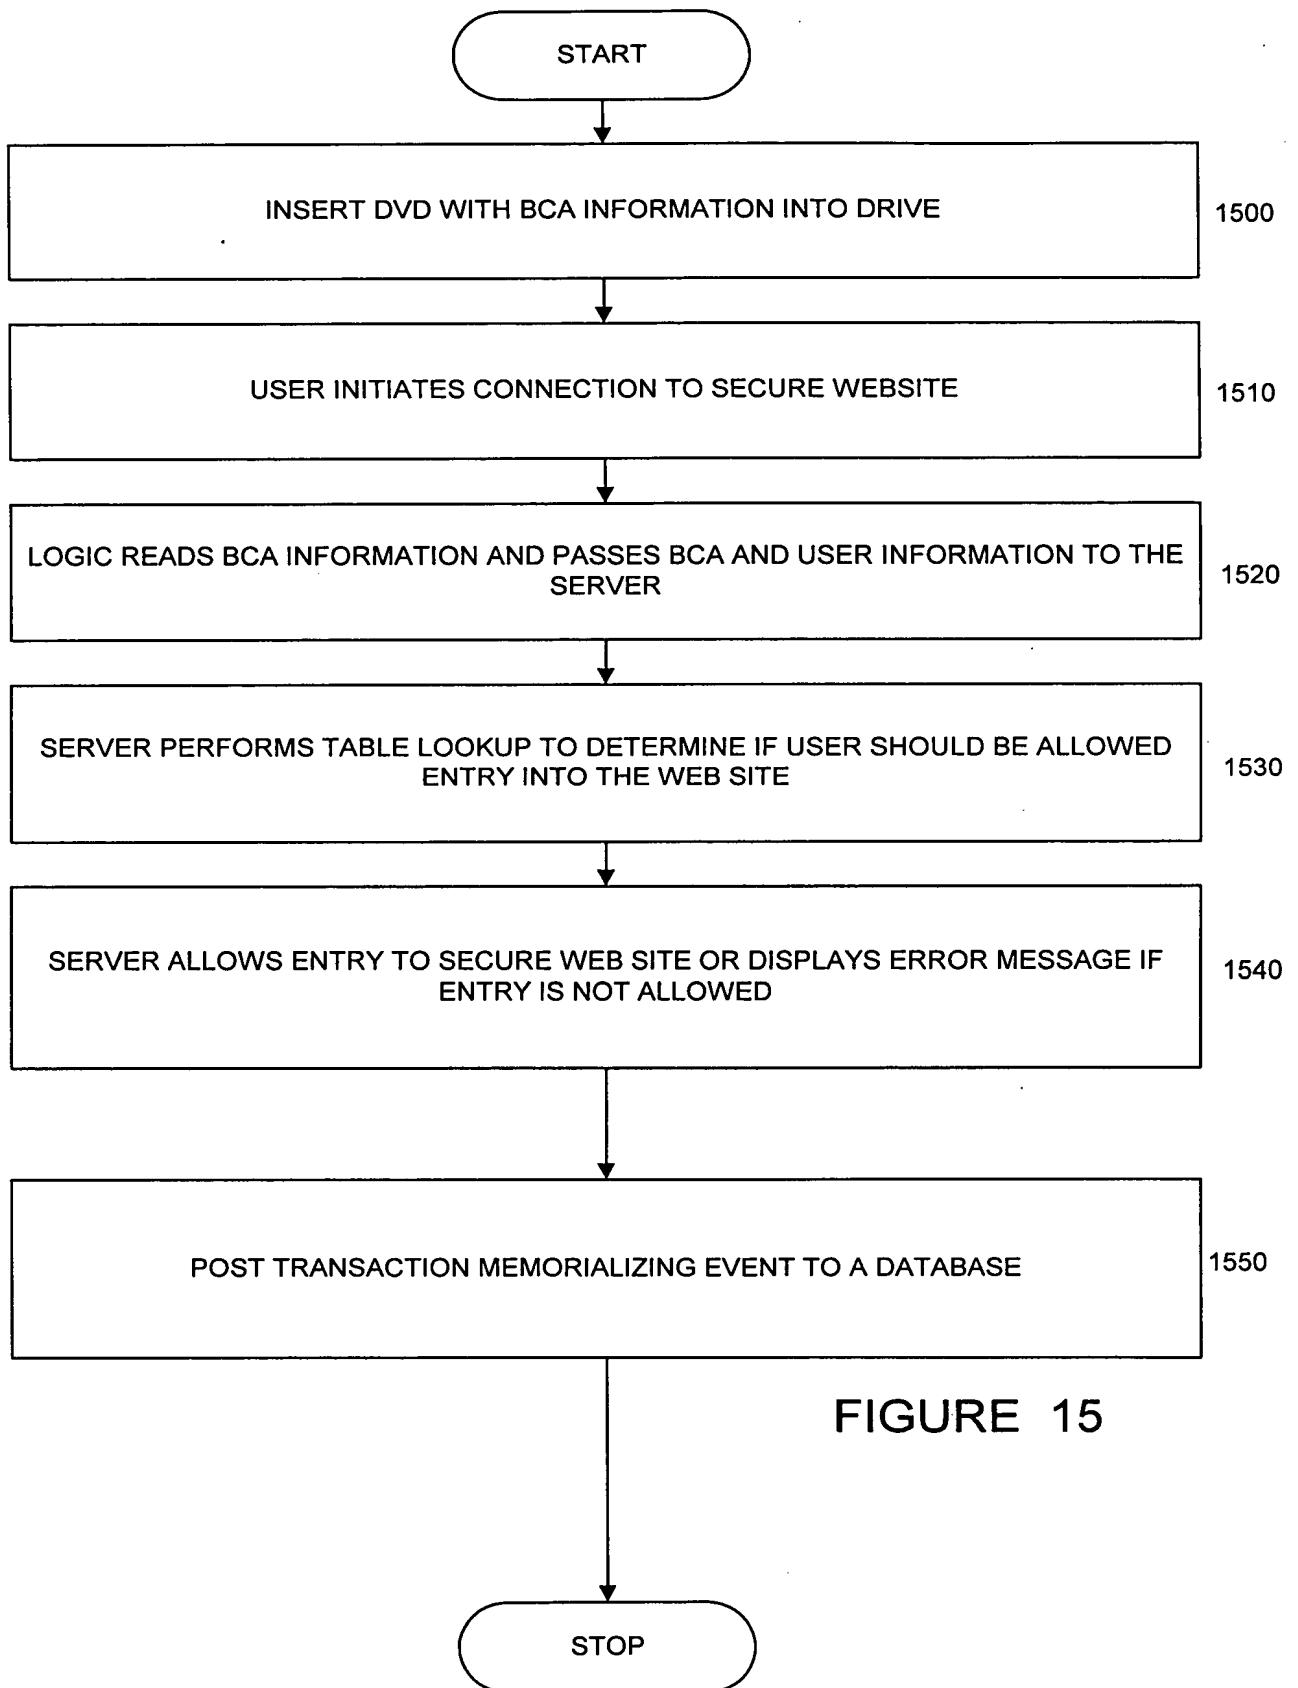 START
INSERT DVD WITH BCA INFORMATION INTO DRIVE
1500
USER INITIATES CONNECTION TO SECURE WEBSITE
1510
LOGIC READS BCA INFORMATION AND PASSES BCA AND USER INFORMATION TO THE
SERVER
1520
SERVER PERFORMS TABLE LOOKUP TO DETERMINE IF USER SHOULD BE ALLOWED
ENTRY INTO THE WEB SITE
1530
SERVER ALLOWS ENTRY TO SECURE WEB SITE OR DISPLAYS ERROR MESSAGE IF
ENTRY IS NOT ALLOWED
1540
POST TRANSACTION MEMORIALIZING EVENT TO A DATABASE
1550
FIGURE 15
STOP